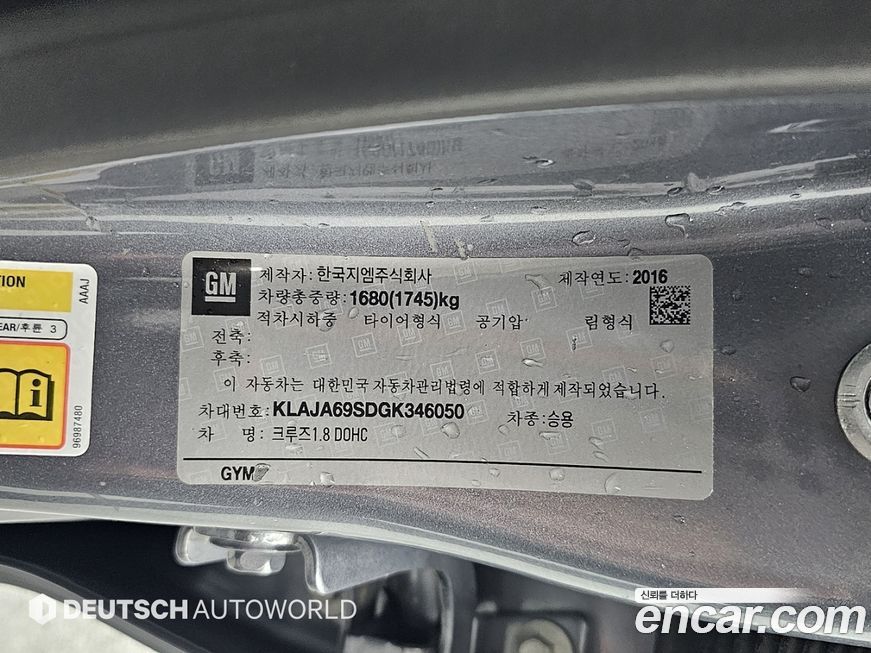 TION
AAAJ
EAR/후륜 3
96987480
GM
제작자: 한국지엠주식회사
제작연도: 2016
차량총중량: 1680(1745)kg
적차시하중 타이어형식 공기압 림형식
전축:
후축:
이 자동차는 대한민국 자동차관리법령에 적합하게 제작되었습니다.
차대번호: KLAJA69SDGK346050 차종: 승용
차 명: 크루즈1.8 DOHC
GYM
DEUTSCH AUTOWORLD
신뢰를 더하다
encar.com